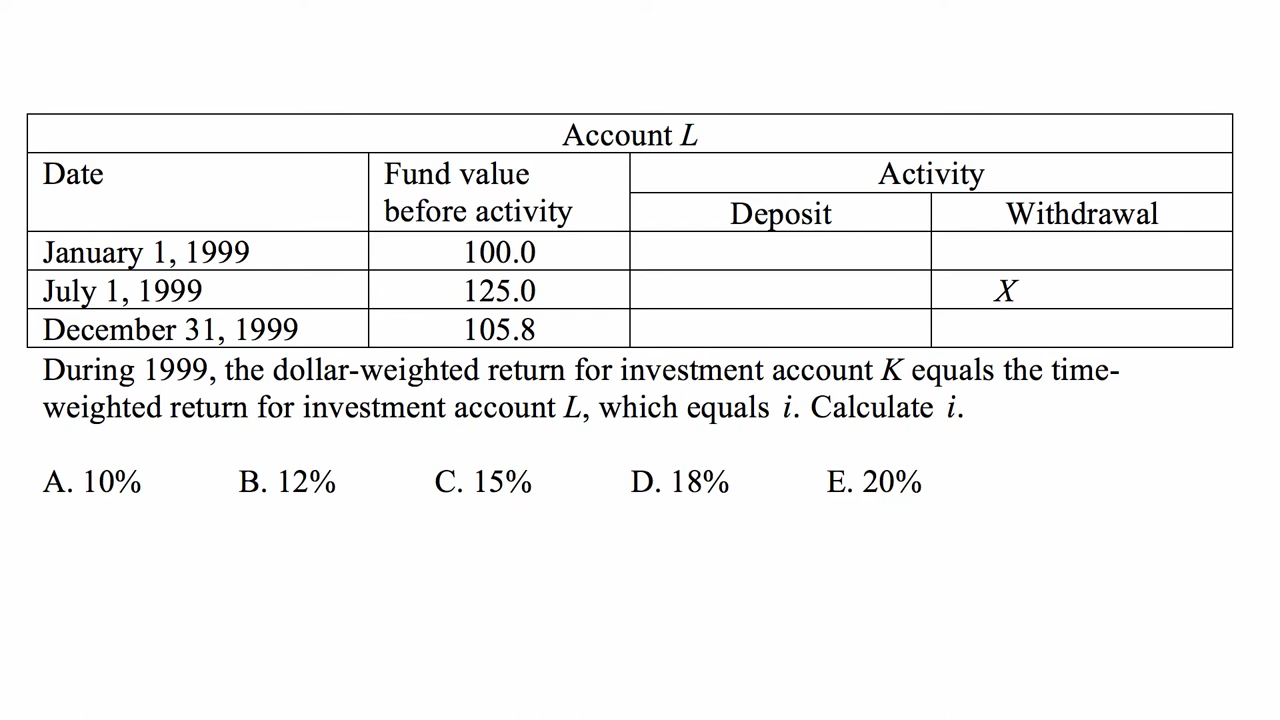 Account L
Date Fund value before activity Activity
Deposit Withdrawal
January 1, 1999 100.0
July 1, 1999 125.0 X
December 31, 1999 105.8
During 1999, the dollar-weighted return for investment account K equals the time-
weighted return for investment account L, which equals i. Calculate i.
A. 10% B. 12% C. 15% D. 18% E. 20%